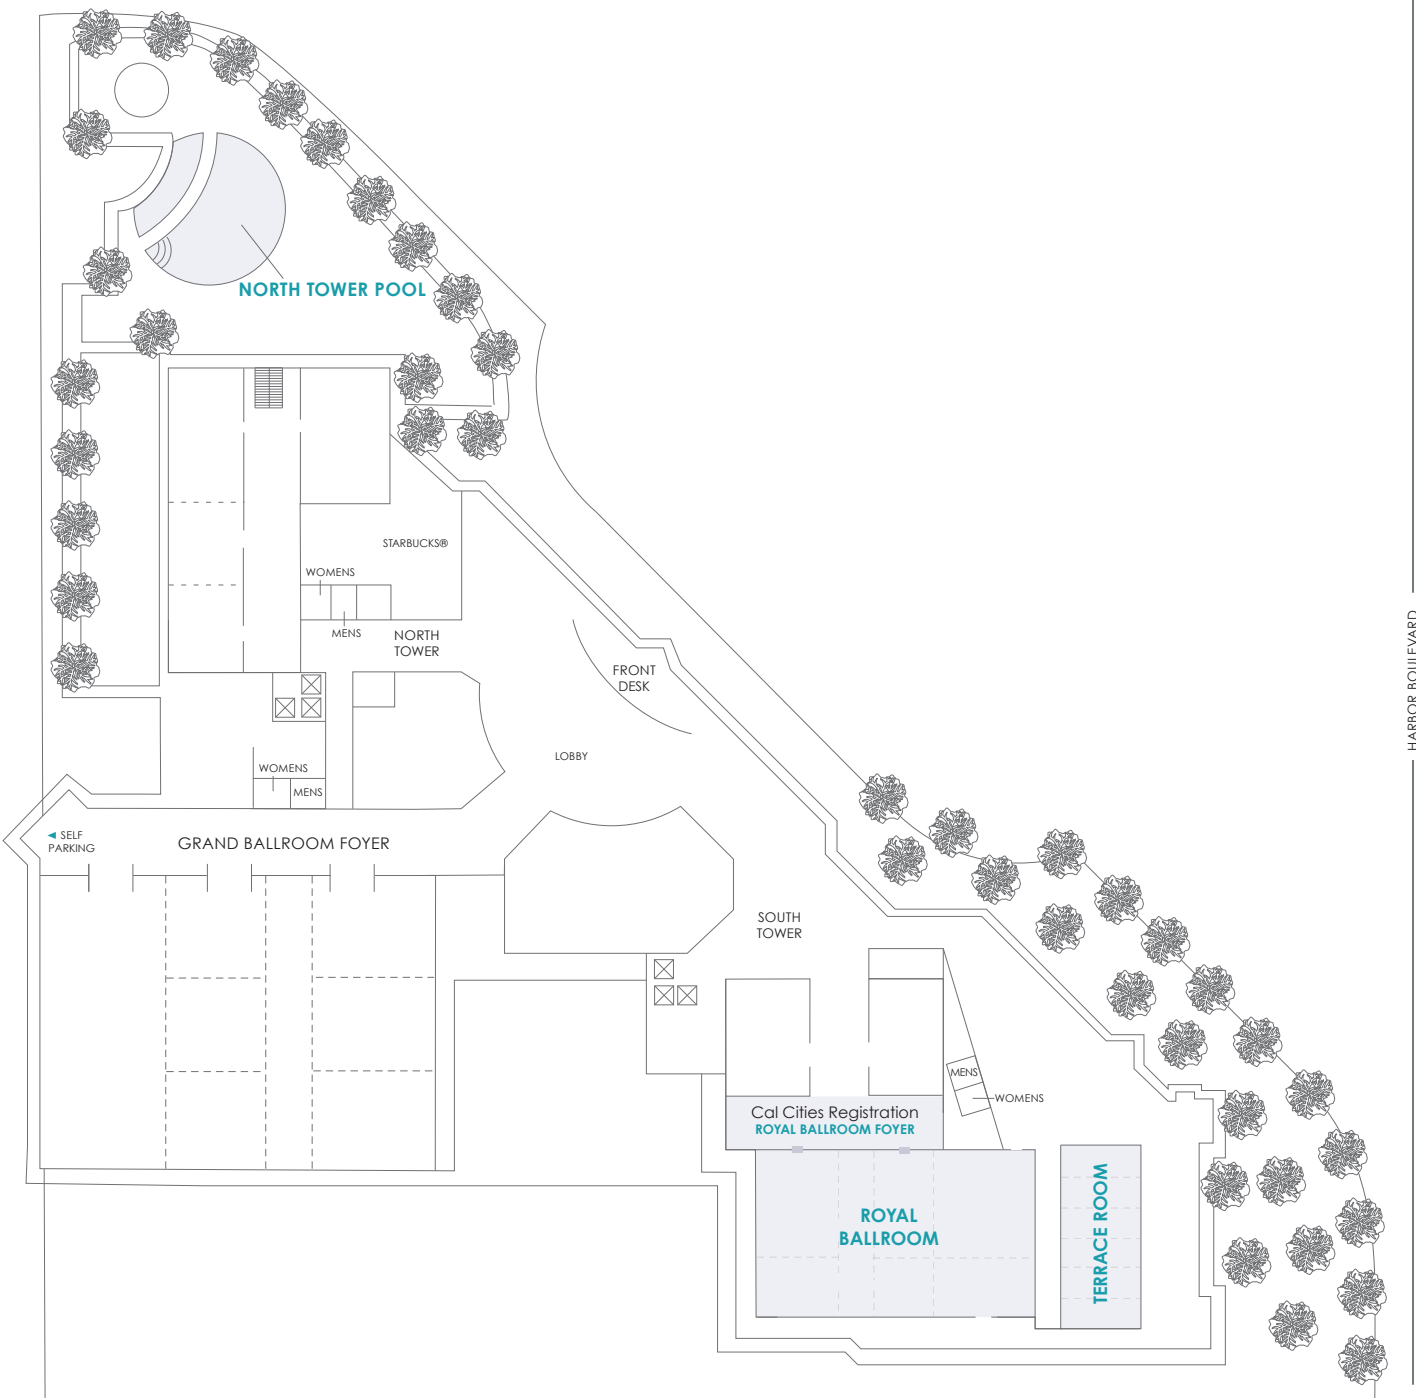 NORTH TOWER POOL
STARBUCKS®
WOMENS
MENS
NORTH
TOWER
FRONT
DESK
HARBOR BOULEVARD
LOBBY
WOMENS
MENS
◄ SELF
PARKING
GRAND BALLROOM FOYER
SOUTH
TOWER
MENS
WOMENS
Cal Cities Registration
ROYAL BALLROOM FOYER
ROYAL
BALLROOM
TERRACE ROOM